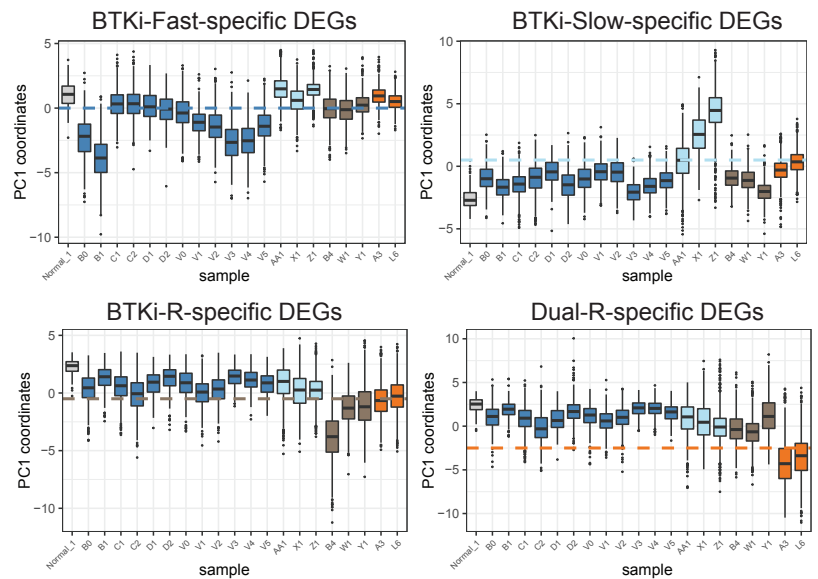 BTKi-Fast-specific DEGs
PC1 coordinates
5
0
−5
−10
Normal_1 B0 B1 C1 C2 D1 D2 V0 V1 V2 V3 V4 V5 AA1 X1 Z1 B4 W1 Y1 A3 L6
sample
BTKi-Slow-specific DEGs
PC1 coordinates
10
5
0
−5
Normal_1 B0 B1 C1 C2 D1 D2 V0 V1 V2 V3 V4 V5 AA1 X1 Z1 B4 W1 Y1 A3 L6
sample
BTKi-R-specific DEGs
PC1 coordinates
5
0
−5
−10
Normal_1 B0 B1 C1 C2 D1 D2 V0 V1 V2 V3 V4 V5 AA1 X1 Z1 B4 W1 Y1 A3 L6
sample
Dual-R-specific DEGs
PC1 coordinates
10
5
0
−5
−10
Normal_1 B0 B1 C1 C2 D1 D2 V0 V1 V2 V3 V4 V5 AA1 X1 Z1 B4 W1 Y1 A3 L6
sample